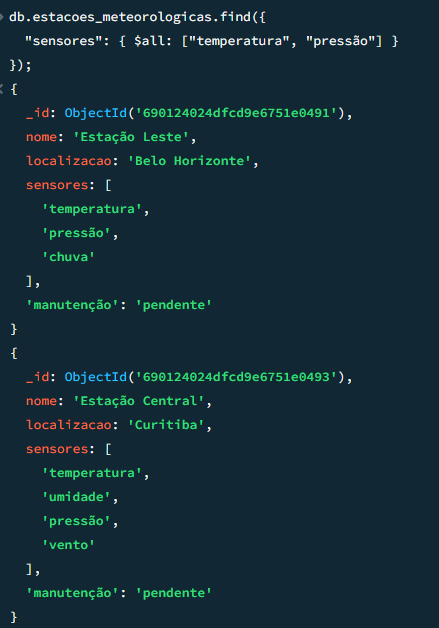 db.estacoes_meteorologicas.find({
"sensores": { $all: ["temperatura", "pressão"] }
});
{
_id: ObjectId('690124024dfcd9e6751e0491'),
nome: 'Estação Leste',
localizacao: 'Belo Horizonte',
sensores: [
'temperatura',
'pressão',
'chuva'
],
'manutenção': 'pendente'
}
{
_id: ObjectId('690124024dfcd9e6751e0493'),
nome: 'Estação Central',
localizacao: 'Curitiba',
sensores: [
'temperatura',
'umidade',
'pressão',
'vento'
],
'manutenção': 'pendente'
}